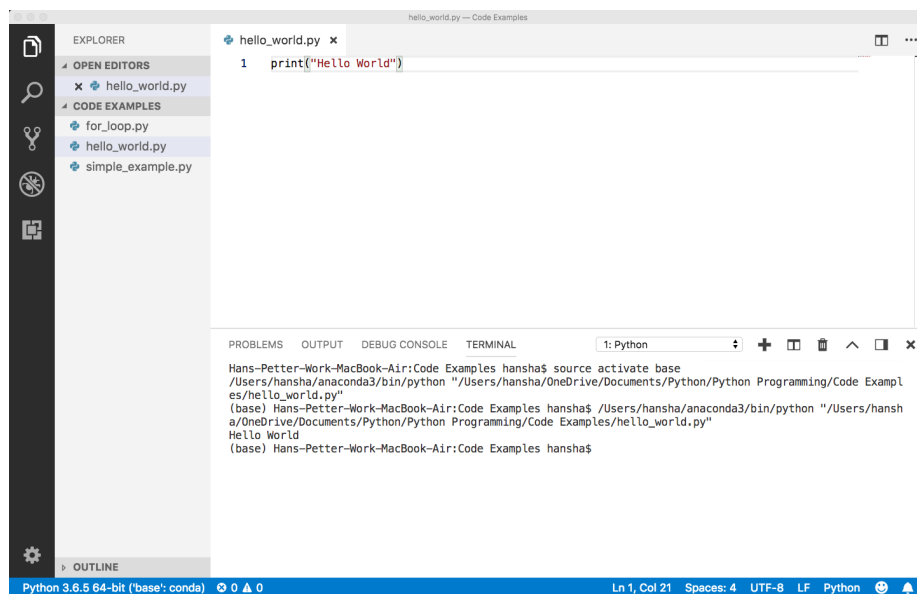 hello_world.py — Code Examples
EXPLORER
OPEN EDITORS
hello_world.py
CODE EXAMPLES
for_loop.py
hello_world.py
simple_example.py
OUTLINE
hello_world.py
1 print("Hello World")
PROBLEMS OUTPUT DEBUG CONSOLE TERMINAL 1: Python
Hans-Petter-Work-MacBook-Air:Code Examples hansha$ source activate base
/Users/hansha/anaconda3/bin/python "/Users/hansha/OneDrive/Documents/Python/Python Programming/Code Exampl
es/hello_world.py"
(base) Hans-Petter-Work-MacBook-Air:Code Examples hansha$ /Users/hansha/anaconda3/bin/python "/Users/hansh
a/OneDrive/Documents/Python/Python Programming/Code Examples/hello_world.py"
Hello World
(base) Hans-Petter-Work-MacBook-Air:Code Examples hansha$
Python 3.6.5 64-bit ('base': conda) 0 0 Ln 1, Col 21 Spaces: 4 UTF-8 LF Python